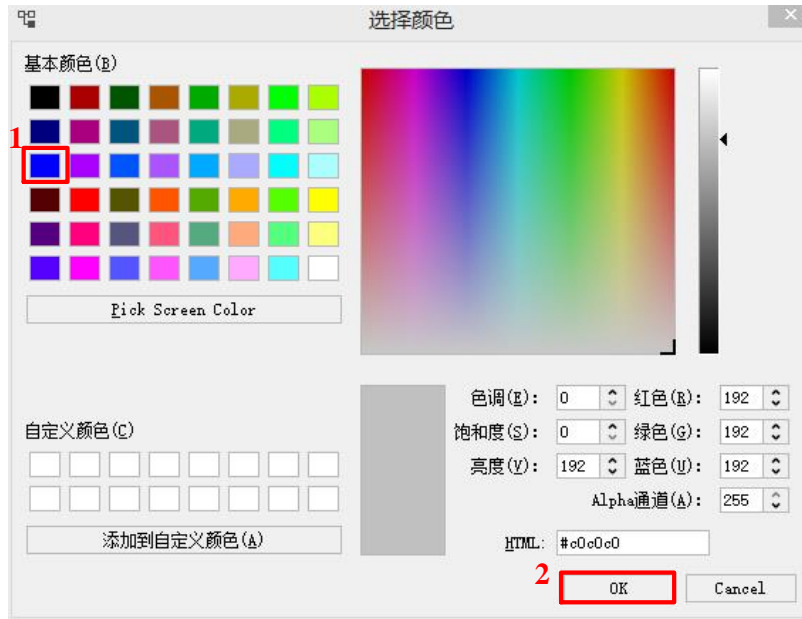 选择颜色
基本颜色(B)
1
Pick Screen Color
色调(E): 0 红色(R): 192
自定义颜色(C)
饱和度(S): 0 绿色(G): 192
亮度(V): 192 蓝色(U): 192
Alpha通道(A): 255
添加到自定义颜色(A)
HTML: #c0c0c0
2
OK Cancel